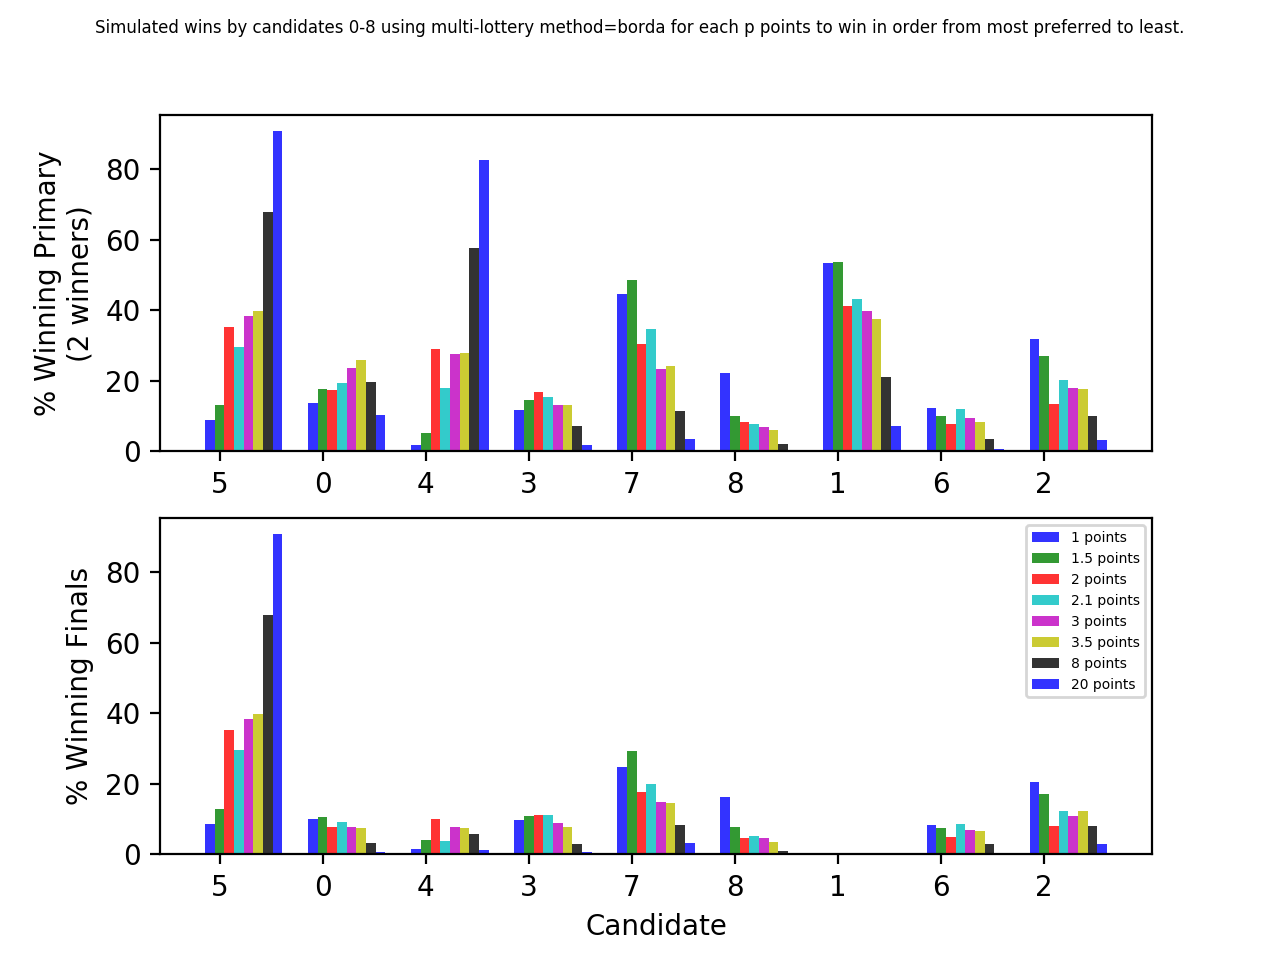 Simulated wins by candidates 0-8 using multi-lottery method=borda for each p points to win in order from most preferred to least.
% Winning Primary
(2 winners)
80
60
40
20
0
5 0 4 3 7 8 1 6 2
% Winning Finals
80
60
40
20
0
1 points
1.5 points
2 points
2.1 points
3 points
3.5 points
8 points
20 points
5 0 4 3 7 8 1 6 2
Candidate